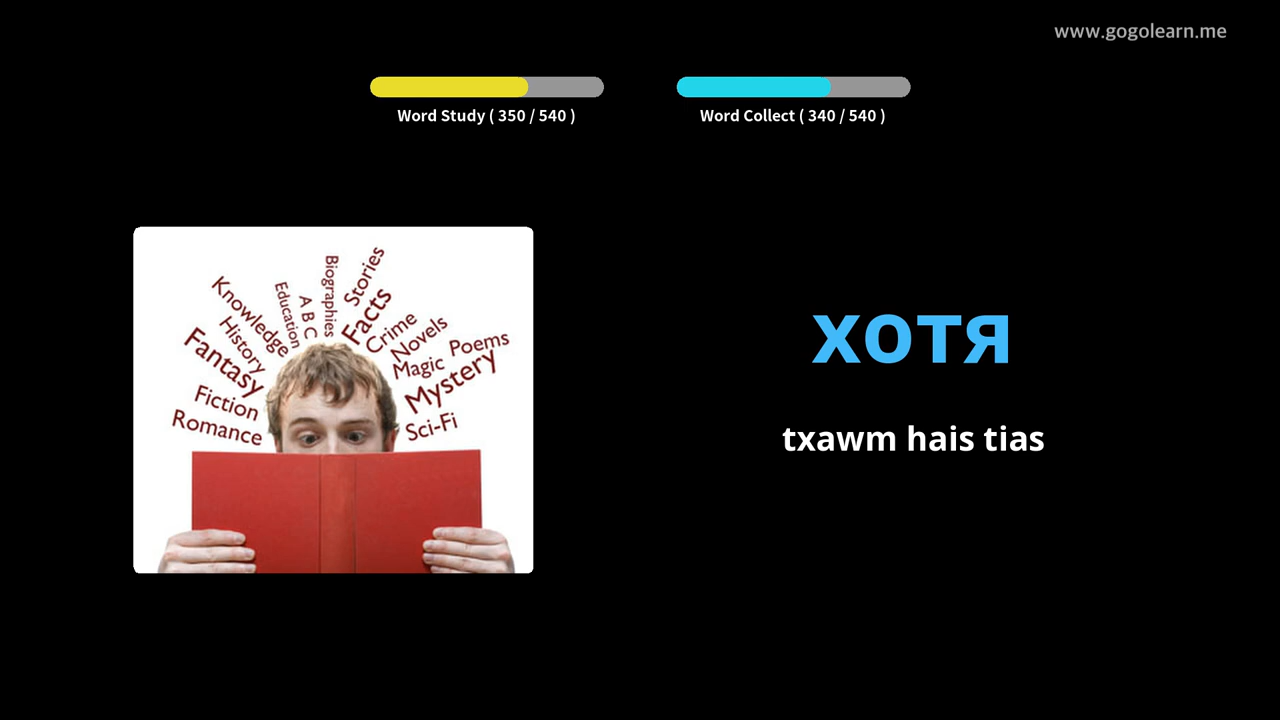 www.gogolearn.me
Word Study ( 350 / 540 )
Word Collect ( 340 / 540 )
Biographies
Stories
Knowledge
Education
A B C
Facts
History
Crime
Novels
Fantasy
Magic
Poems
Fiction
Mystery
Romance
Sci-Fi
хотя
txawm hais tias